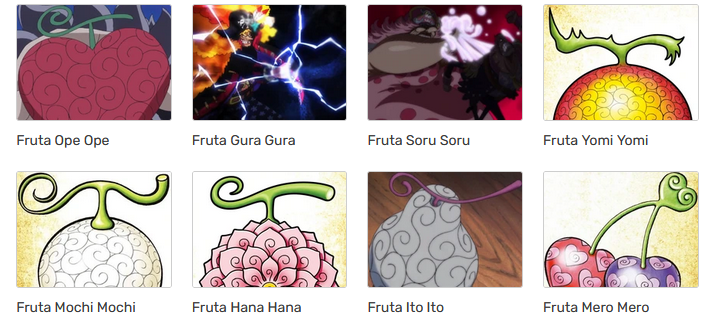 Fruta Ope Ope
Fruta Gura Gura
Fruta Soru Soru
Fruta Yomi Yomi
Fruta Mochi Mochi
Fruta Hana Hana
Fruta Ito Ito
Fruta Mero Mero